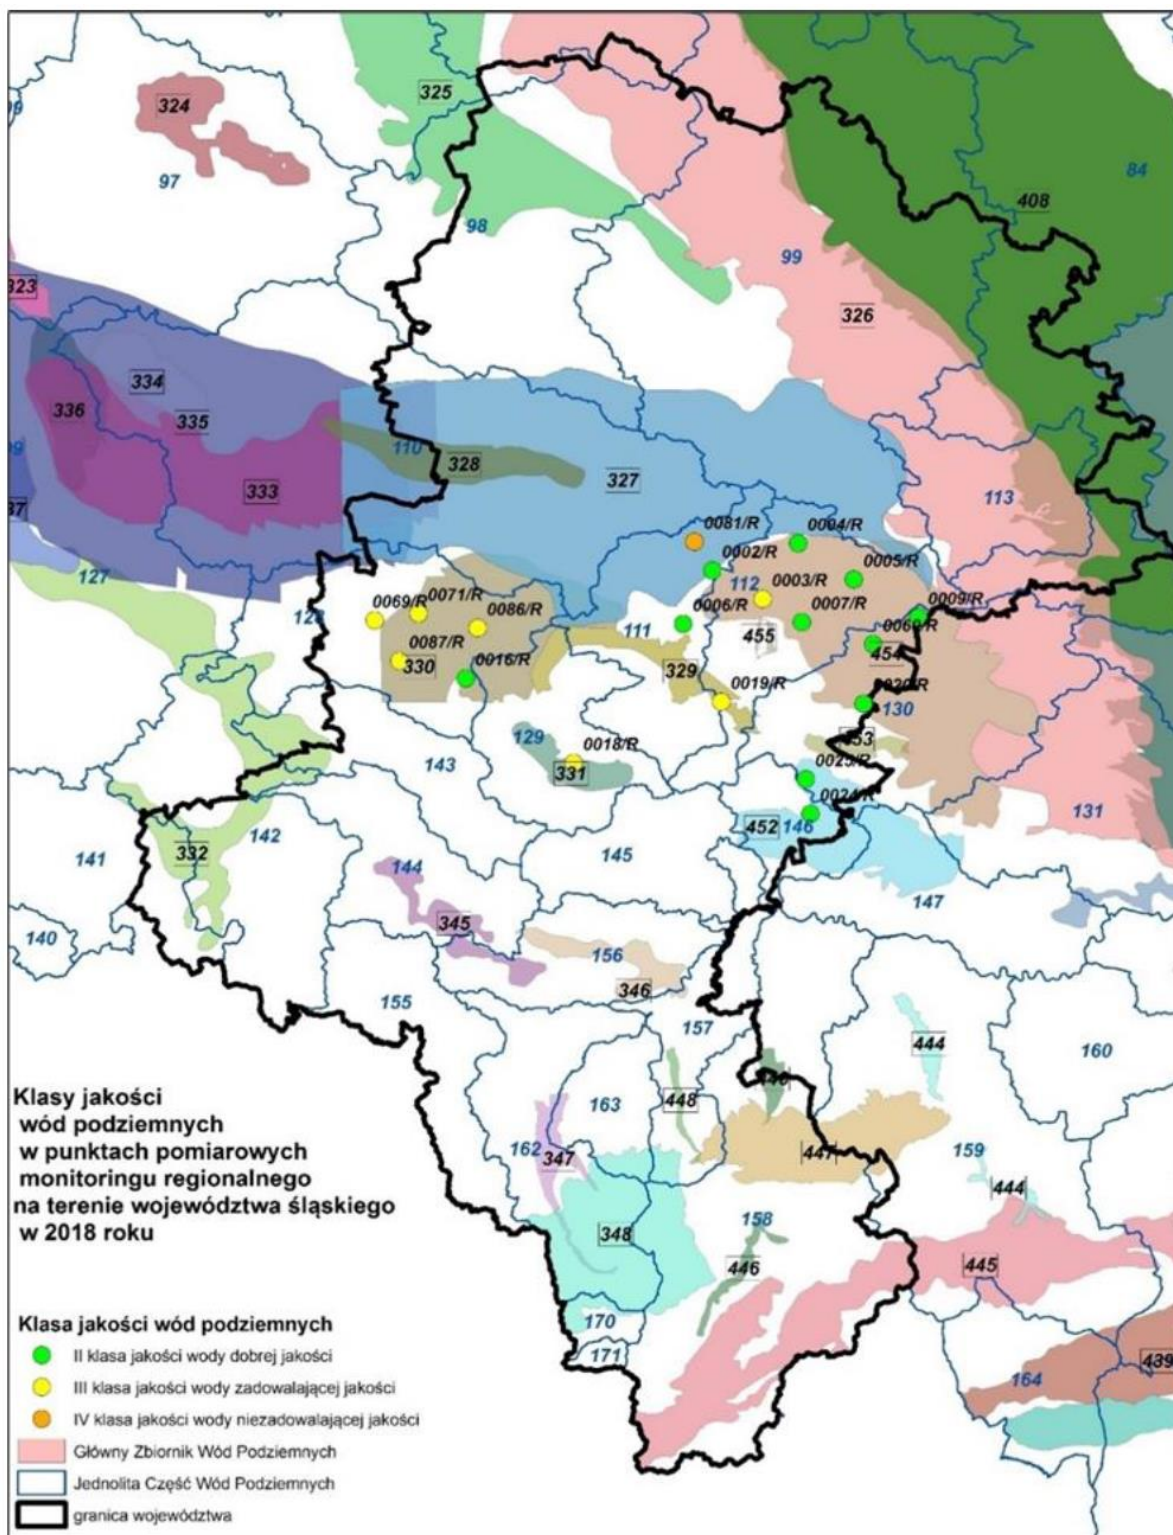 325
324
84
97
408
98
99
323
326
334
336
335
110
328
327
333
37
113
0081/R
0004/R
0002/R
0005/R
127
0003/R
112
0071/R
0069/R
0086/R
0006/R
0007/R
0009/R
111
455
0087/R
0016/R
330
329
454
0019/R
130
129
0018/R
143
331
0025/R
0024/R
131
452
146
142
332
141
145
144
147
345
140
156
346
155
157
444
160
448
163
162
347
447
159
444
158
348
446
445
170
171
164
439
Klasy jakości
wód podziemnych
w punktach pomiarowych
monitoringu regionalnego
na terenie województwa śląskiego
w 2018 roku
Klasa jakości wód podziemnych
II klasa jakości wody dobrej jakości
III klasa jakości wody zadowalającej jakości
IV klasa jakości wody niezadowalającej jakości
Główny Zbiornik Wód Podziemnych
Jednolita Część Wód Podziemnych
granica województwa